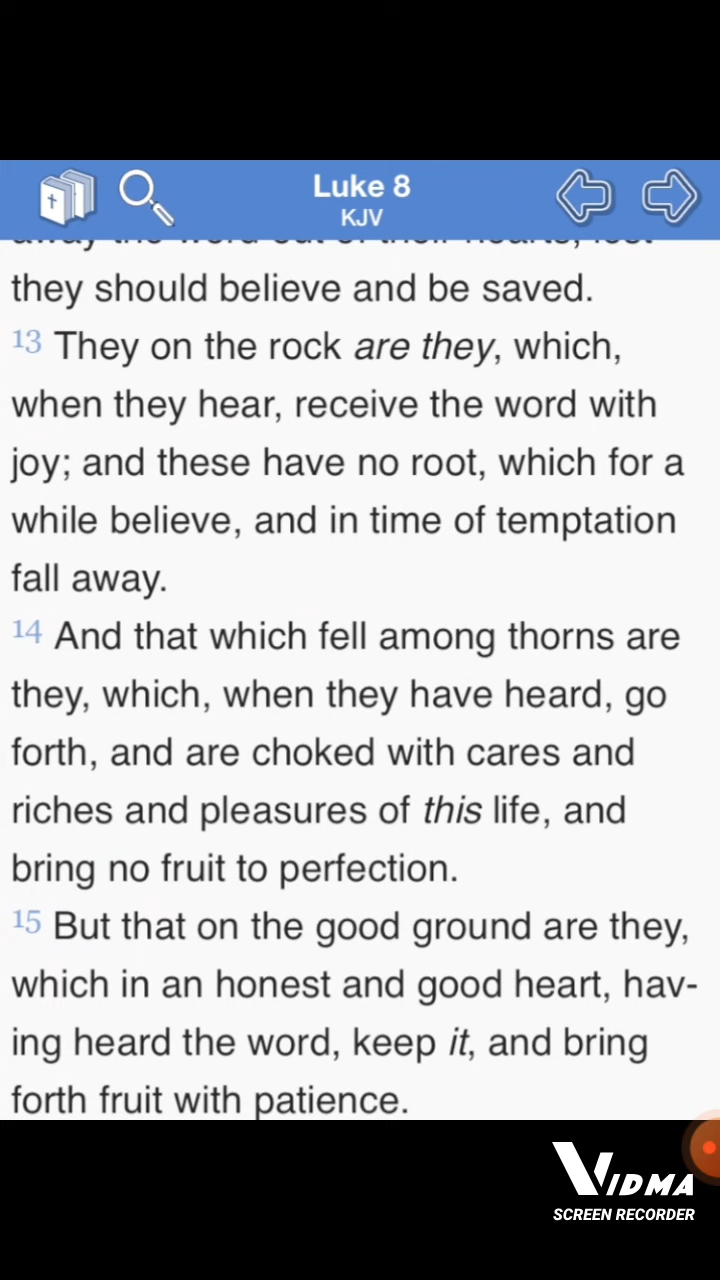 Luke 8
KJV
they should believe and be saved.
13 They on the rock are they, which,
when they hear, receive the word with
joy; and these have no root, which for a
while believe, and in time of temptation
fall away.
14 And that which fell among thorns are
they, which, when they have heard, go
forth, and are choked with cares and
riches and pleasures of this life, and
bring no fruit to perfection.
15 But that on the good ground are they,
which in an honest and good heart, hav-
ing heard the word, keep it, and bring
forth fruit with patience.
VIDMA
SCREEN RECORDER